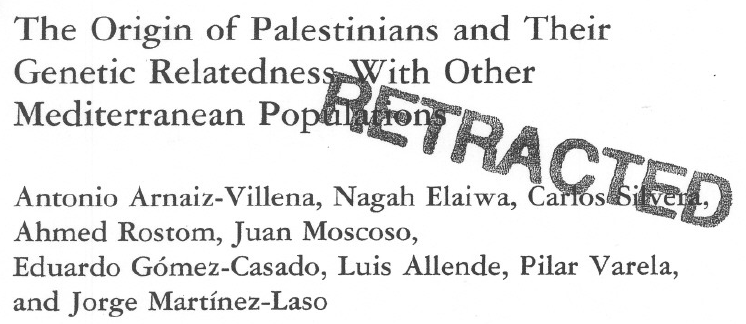 The Origin of Palestinians and Their
Genetic Relatedness With Other
Mediterranean Populations
RETRACTED
Antonio Arnaiz-Villena, Nagah Elaiwa, Carlos Silvera,
Ahmed Rostom, Juan Moscoso,
Eduardo Gómez-Casado, Luis Allende, Pilar Varela,
and Jorge Martínez-Laso